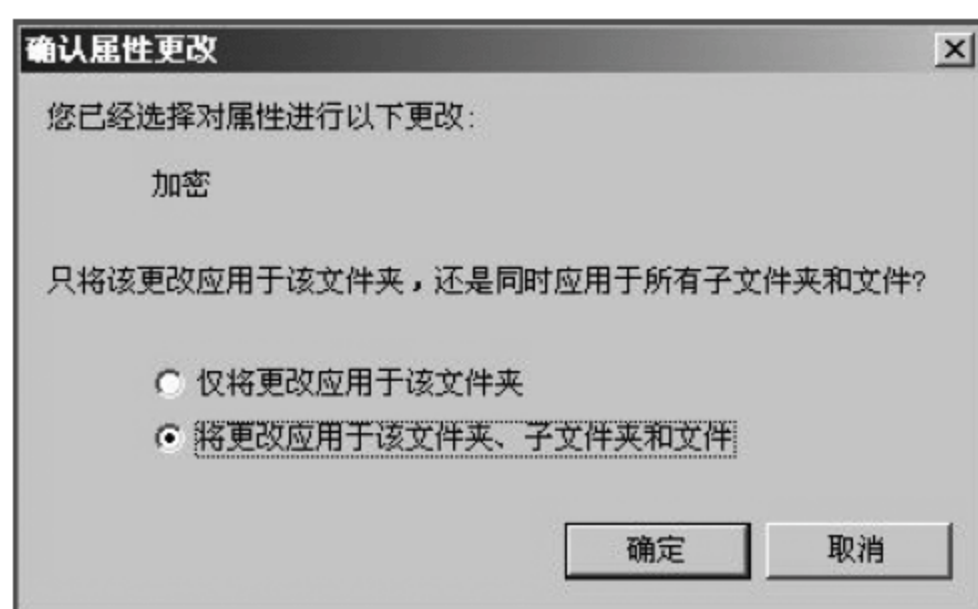 确认属性更改
您已经选择对属性进行以下更改:
加密
只将该更改应用于该文件夹，还是同时应用于所有子文件夹和文件?
仅将更改应用于该文件夹
将更改应用于该文件夹、子文件夹和文件
确定
取消